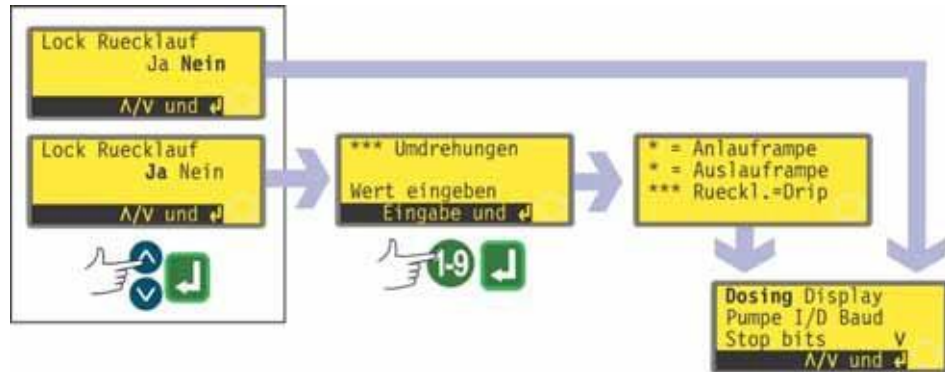 Lock Ruecklauf
Ja Nein
Λ/V und ↲
Lock Ruecklauf
Ja Nein
Λ/V und ↲
*** Umdrehungen
Wert eingeben
Eingabe und ↲
1-9
* = Anlauframpe
* = Auslauframpe
*** Rueckl.=Drip
Dosing Display
Pumpe I/D Baud
Stop bits V
Λ/V und ↲